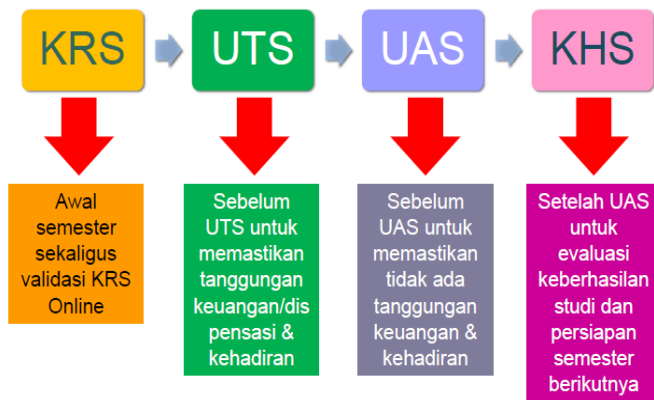 KRS
UTS
UAS
KHS
Awal
semester
sekaligus
validasi KRS
Online
Sebelum
UTS untuk
memastikan
tanggungan
keuangan/dis
pensasi &
kehadiran
Sebelum
UAS untuk
memastikan
tidak ada
tanggungan
keuangan &
kehadiran
Setelah UAS
untuk
evaluasi
keberhasilan
studi dan
persiapan
semester
berikutnya